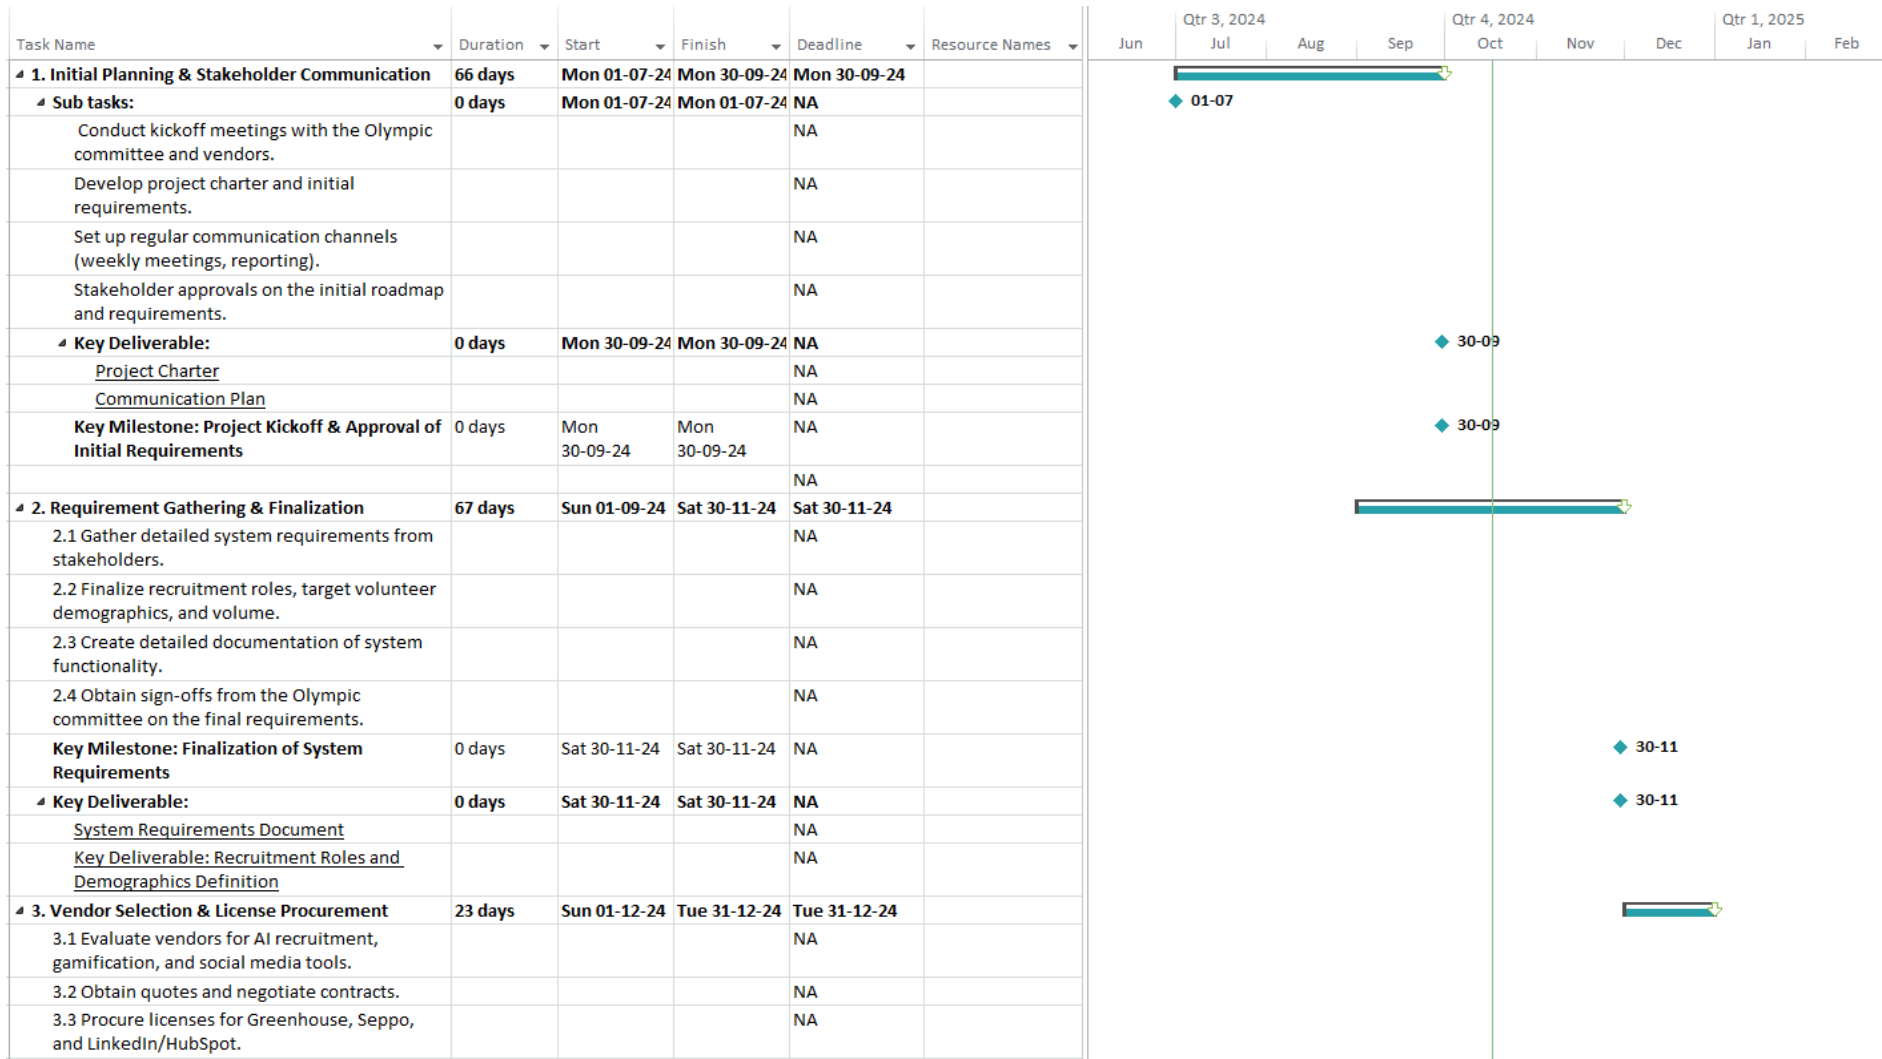 Qtr 3, 2024 Qtr 4, 2024 Qtr 1, 2025
Task Name Duration Start Finish Deadline Resource Names Jun Jul Aug Sep Oct Nov Dec Jan Feb
1. Initial Planning & Stakeholder Communication 66 days Mon 01-07-24 Mon 30-09-24 Mon 30-09-24
Sub tasks: 0 days Mon 01-07-24 Mon 01-07-24 NA 01-07
Conduct kickoff meetings with the Olympic NA
committee and vendors.
Develop project charter and initial NA
requirements.
Set up regular communication channels NA
(weekly meetings, reporting).
Stakeholder approvals on the initial roadmap NA
and requirements.
Key Deliverable: 0 days Mon 30-09-24 Mon 30-09-24 NA 30-09
Project Charter NA
Communication Plan NA
Key Milestone: Project Kickoff & Approval of 0 days Mon Mon NA 30-09
Initial Requirements 30-09-24 30-09-24
NA
2. Requirement Gathering & Finalization 67 days Sun 01-09-24 Sat 30-11-24 Sat 30-11-24
2.1 Gather detailed system requirements from NA
stakeholders.
2.2 Finalize recruitment roles, target volunteer NA
demographics, and volume.
2.3 Create detailed documentation of system NA
functionality.
2.4 Obtain sign-offs from the Olympic NA
committee on the final requirements.
Key Milestone: Finalization of System 0 days Sat 30-11-24 Sat 30-11-24 NA 30-11
Requirements
Key Deliverable: 0 days Sat 30-11-24 Sat 30-11-24 NA 30-11
System Requirements Document NA
Key Deliverable: Recruitment Roles and NA
Demographics Definition
3. Vendor Selection & License Procurement 23 days Sun 01-12-24 Tue 31-12-24 Tue 31-12-24
3.1 Evaluate vendors for AI recruitment, NA
gamification, and social media tools.
3.2 Obtain quotes and negotiate contracts. NA
3.3 Procure licenses for Greenhouse, Seppo, NA
and LinkedIn/HubSpot.